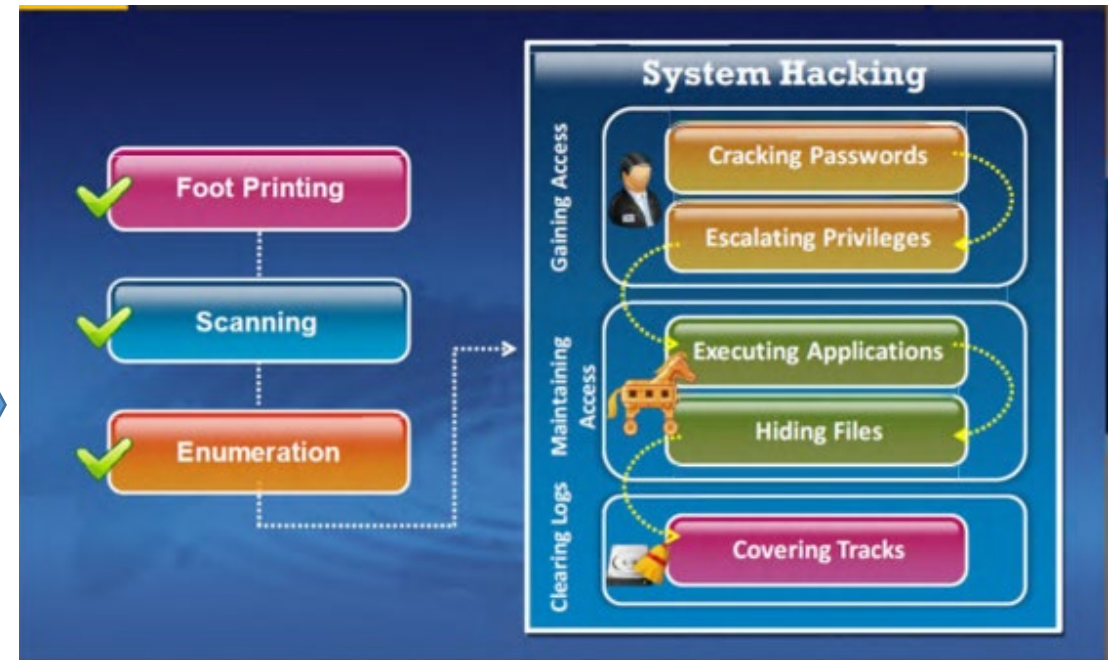 Foot Printing
Scanning
Enumeration
System Hacking
Gaining Access
Cracking Passwords
Escalating Privileges
Maintaining
Access
Executing Applications
Hiding Files
Clearing Logs
Covering Tracks